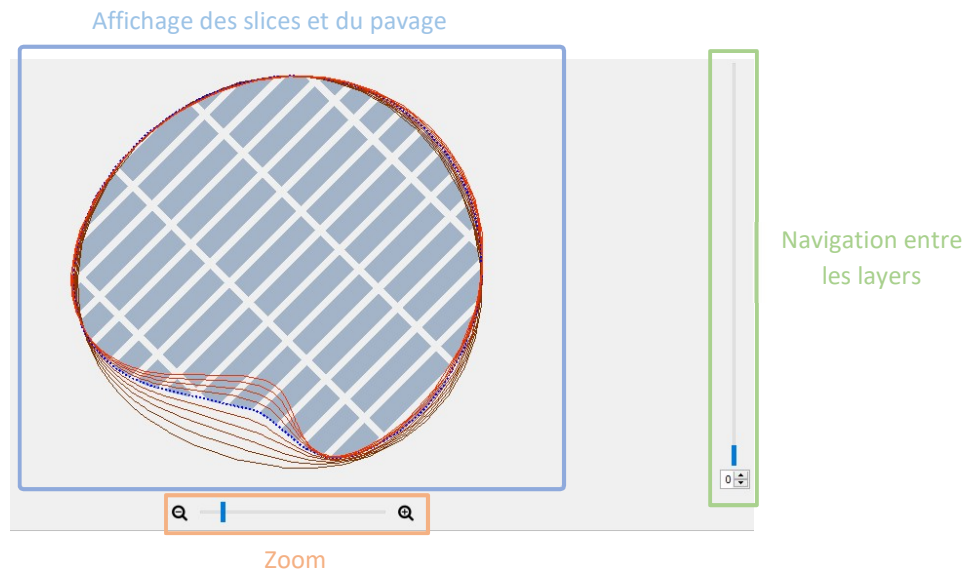 Affichage des slices et du pavage
Navigation entre
les layers
0
Zoom